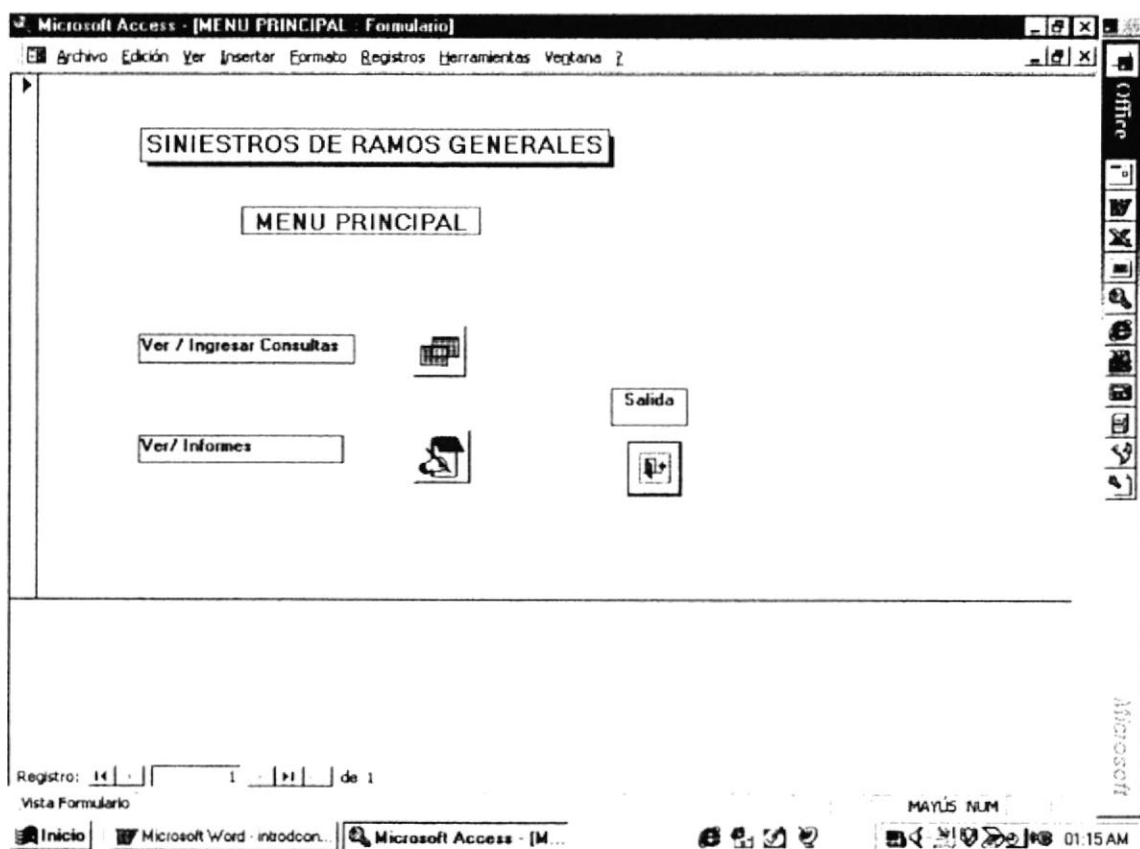 Microsoft Access - [MENU PRINCIPAL : Formulario]
Archivo Edición Ver Insertar Formato Registros Herramientas Ventana ?
Office
SINIESTROS DE RAMOS GENERALES
MENU PRINCIPAL
Ver / Ingresar Consultas
Salida
Ver/ Informes
Microsoft
Registro: 1 de 1
Vista Formulario
MAYÚS NUM
Inicio Microsoft Word - introdcon... Microsoft Access - [M... 01:15 AM